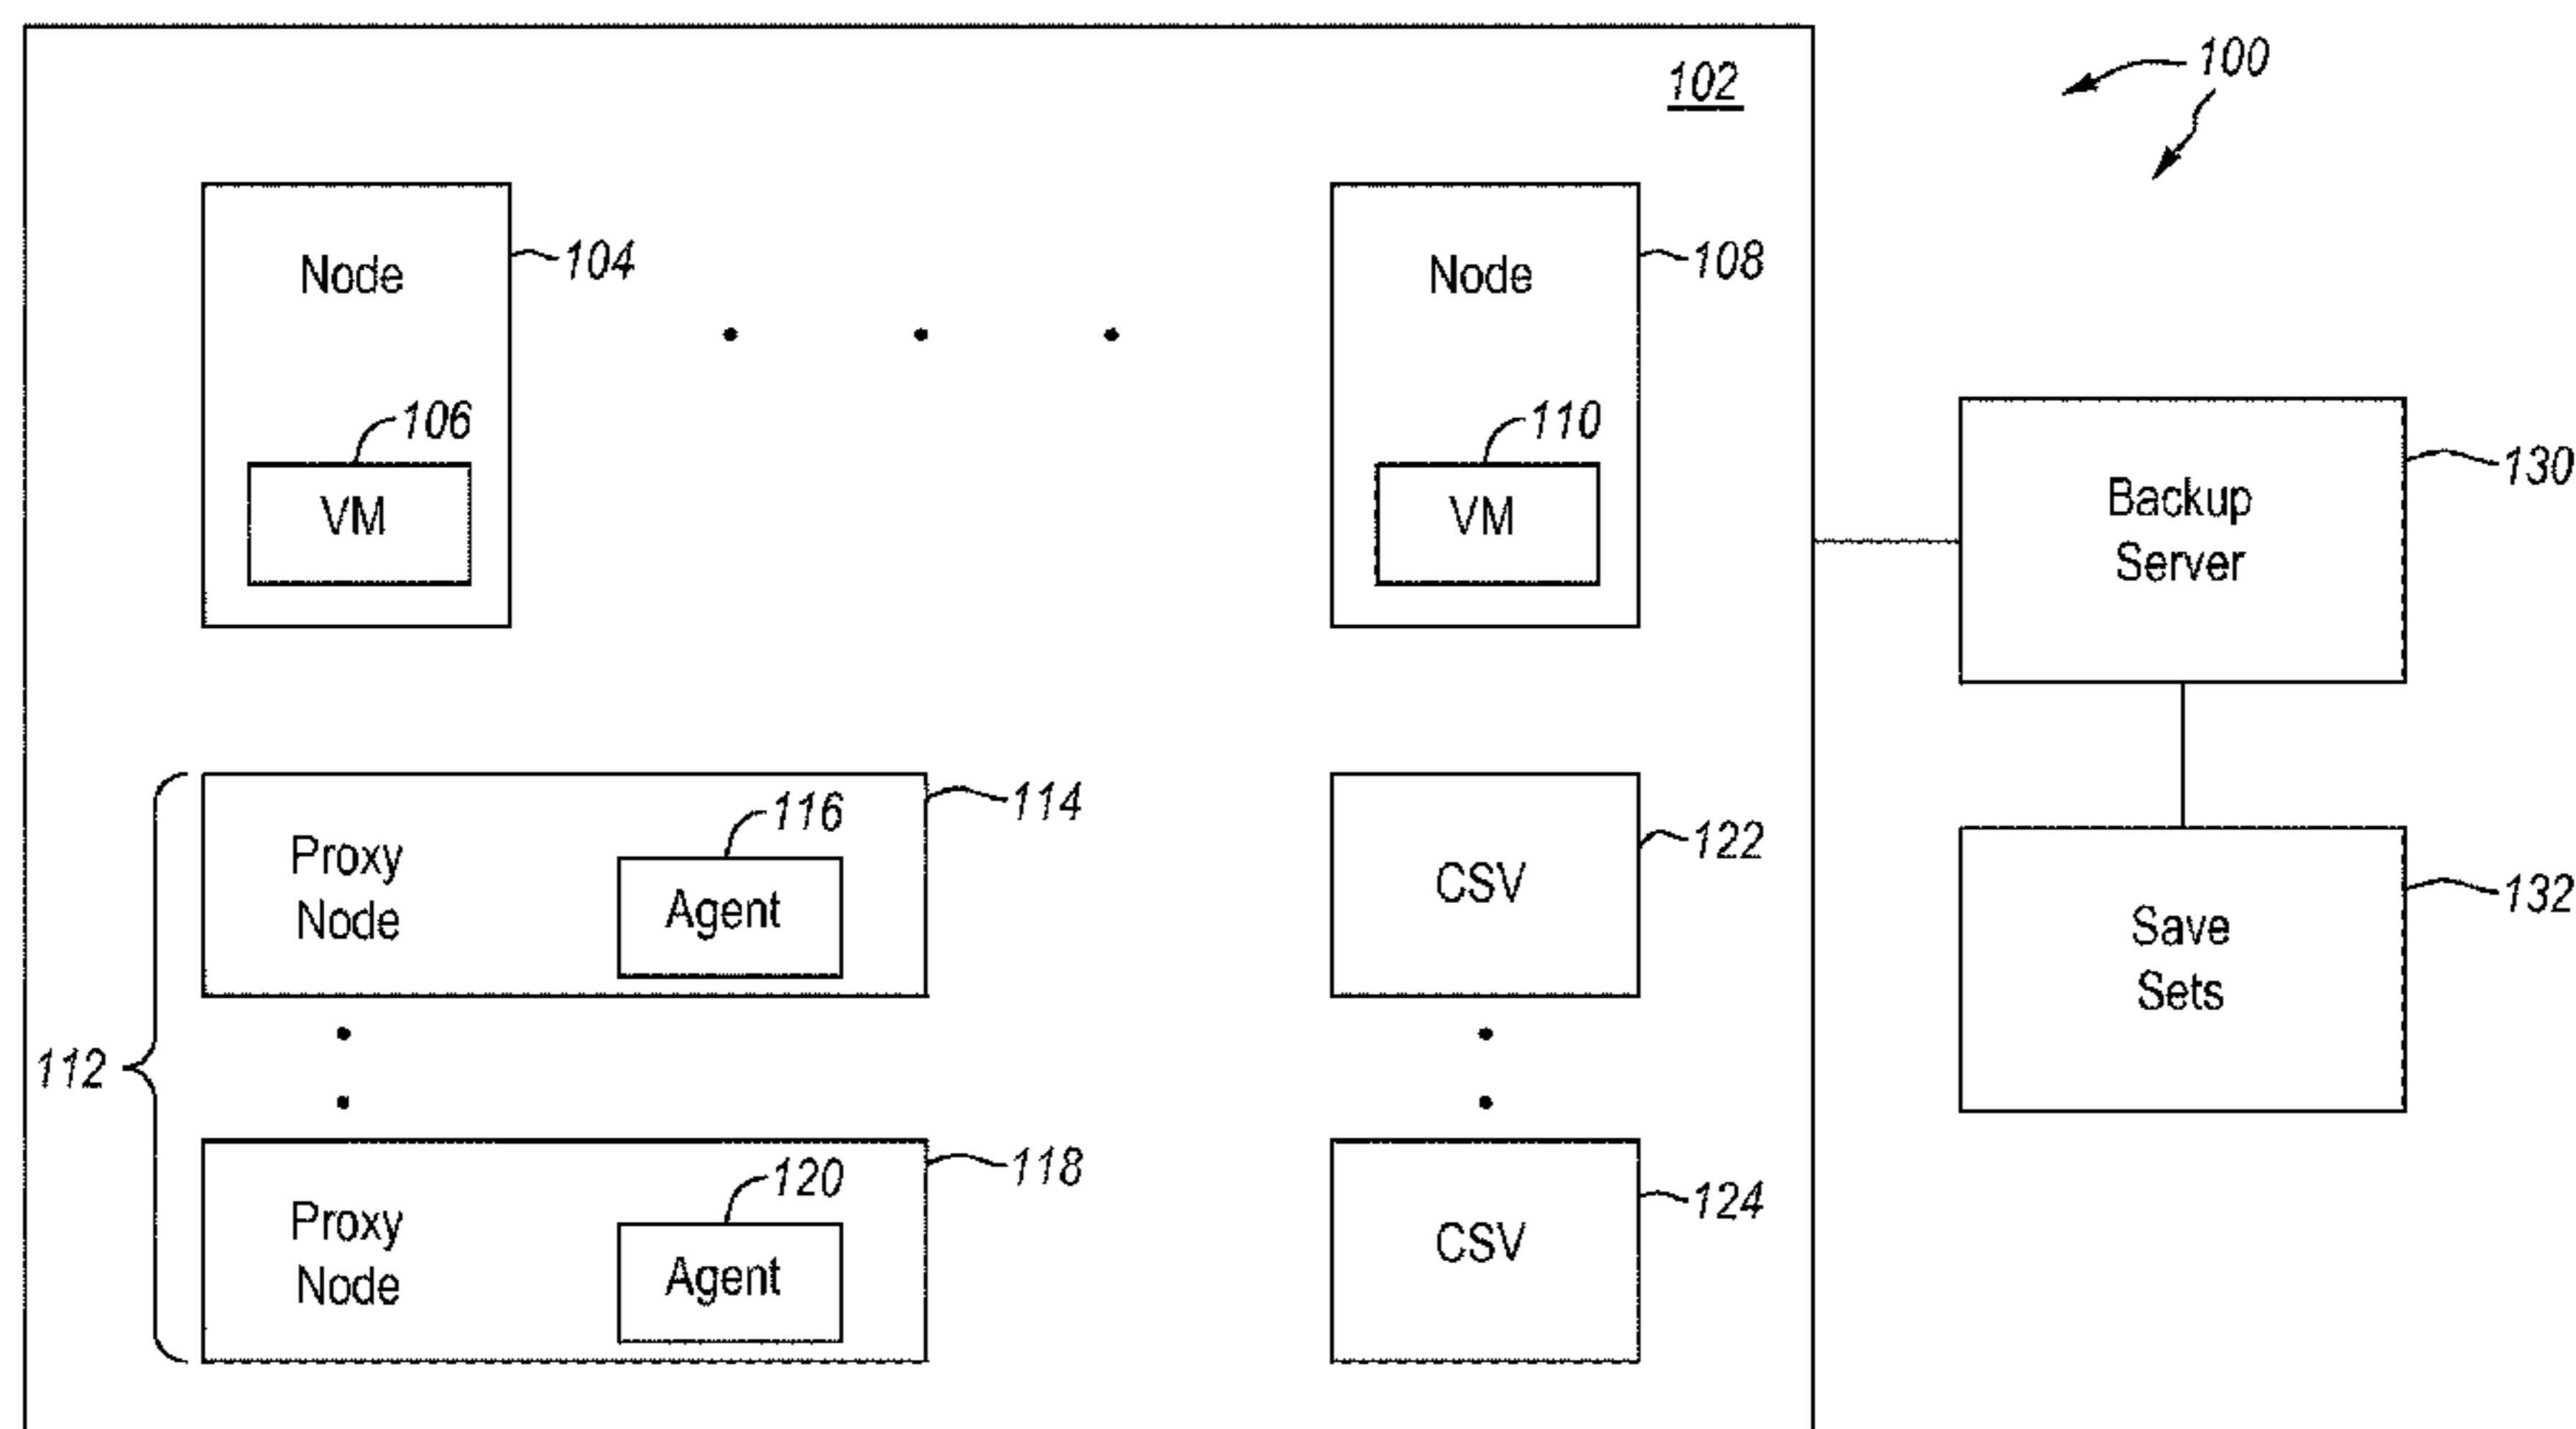 102
100
Node
104
Node
108
106
VM
110
VM
Backup
Server
130
Proxy
Node
114
116
Agent
CSV
122
Save
Sets
132
112
Proxy
Node
118
120
Agent
CSV
124